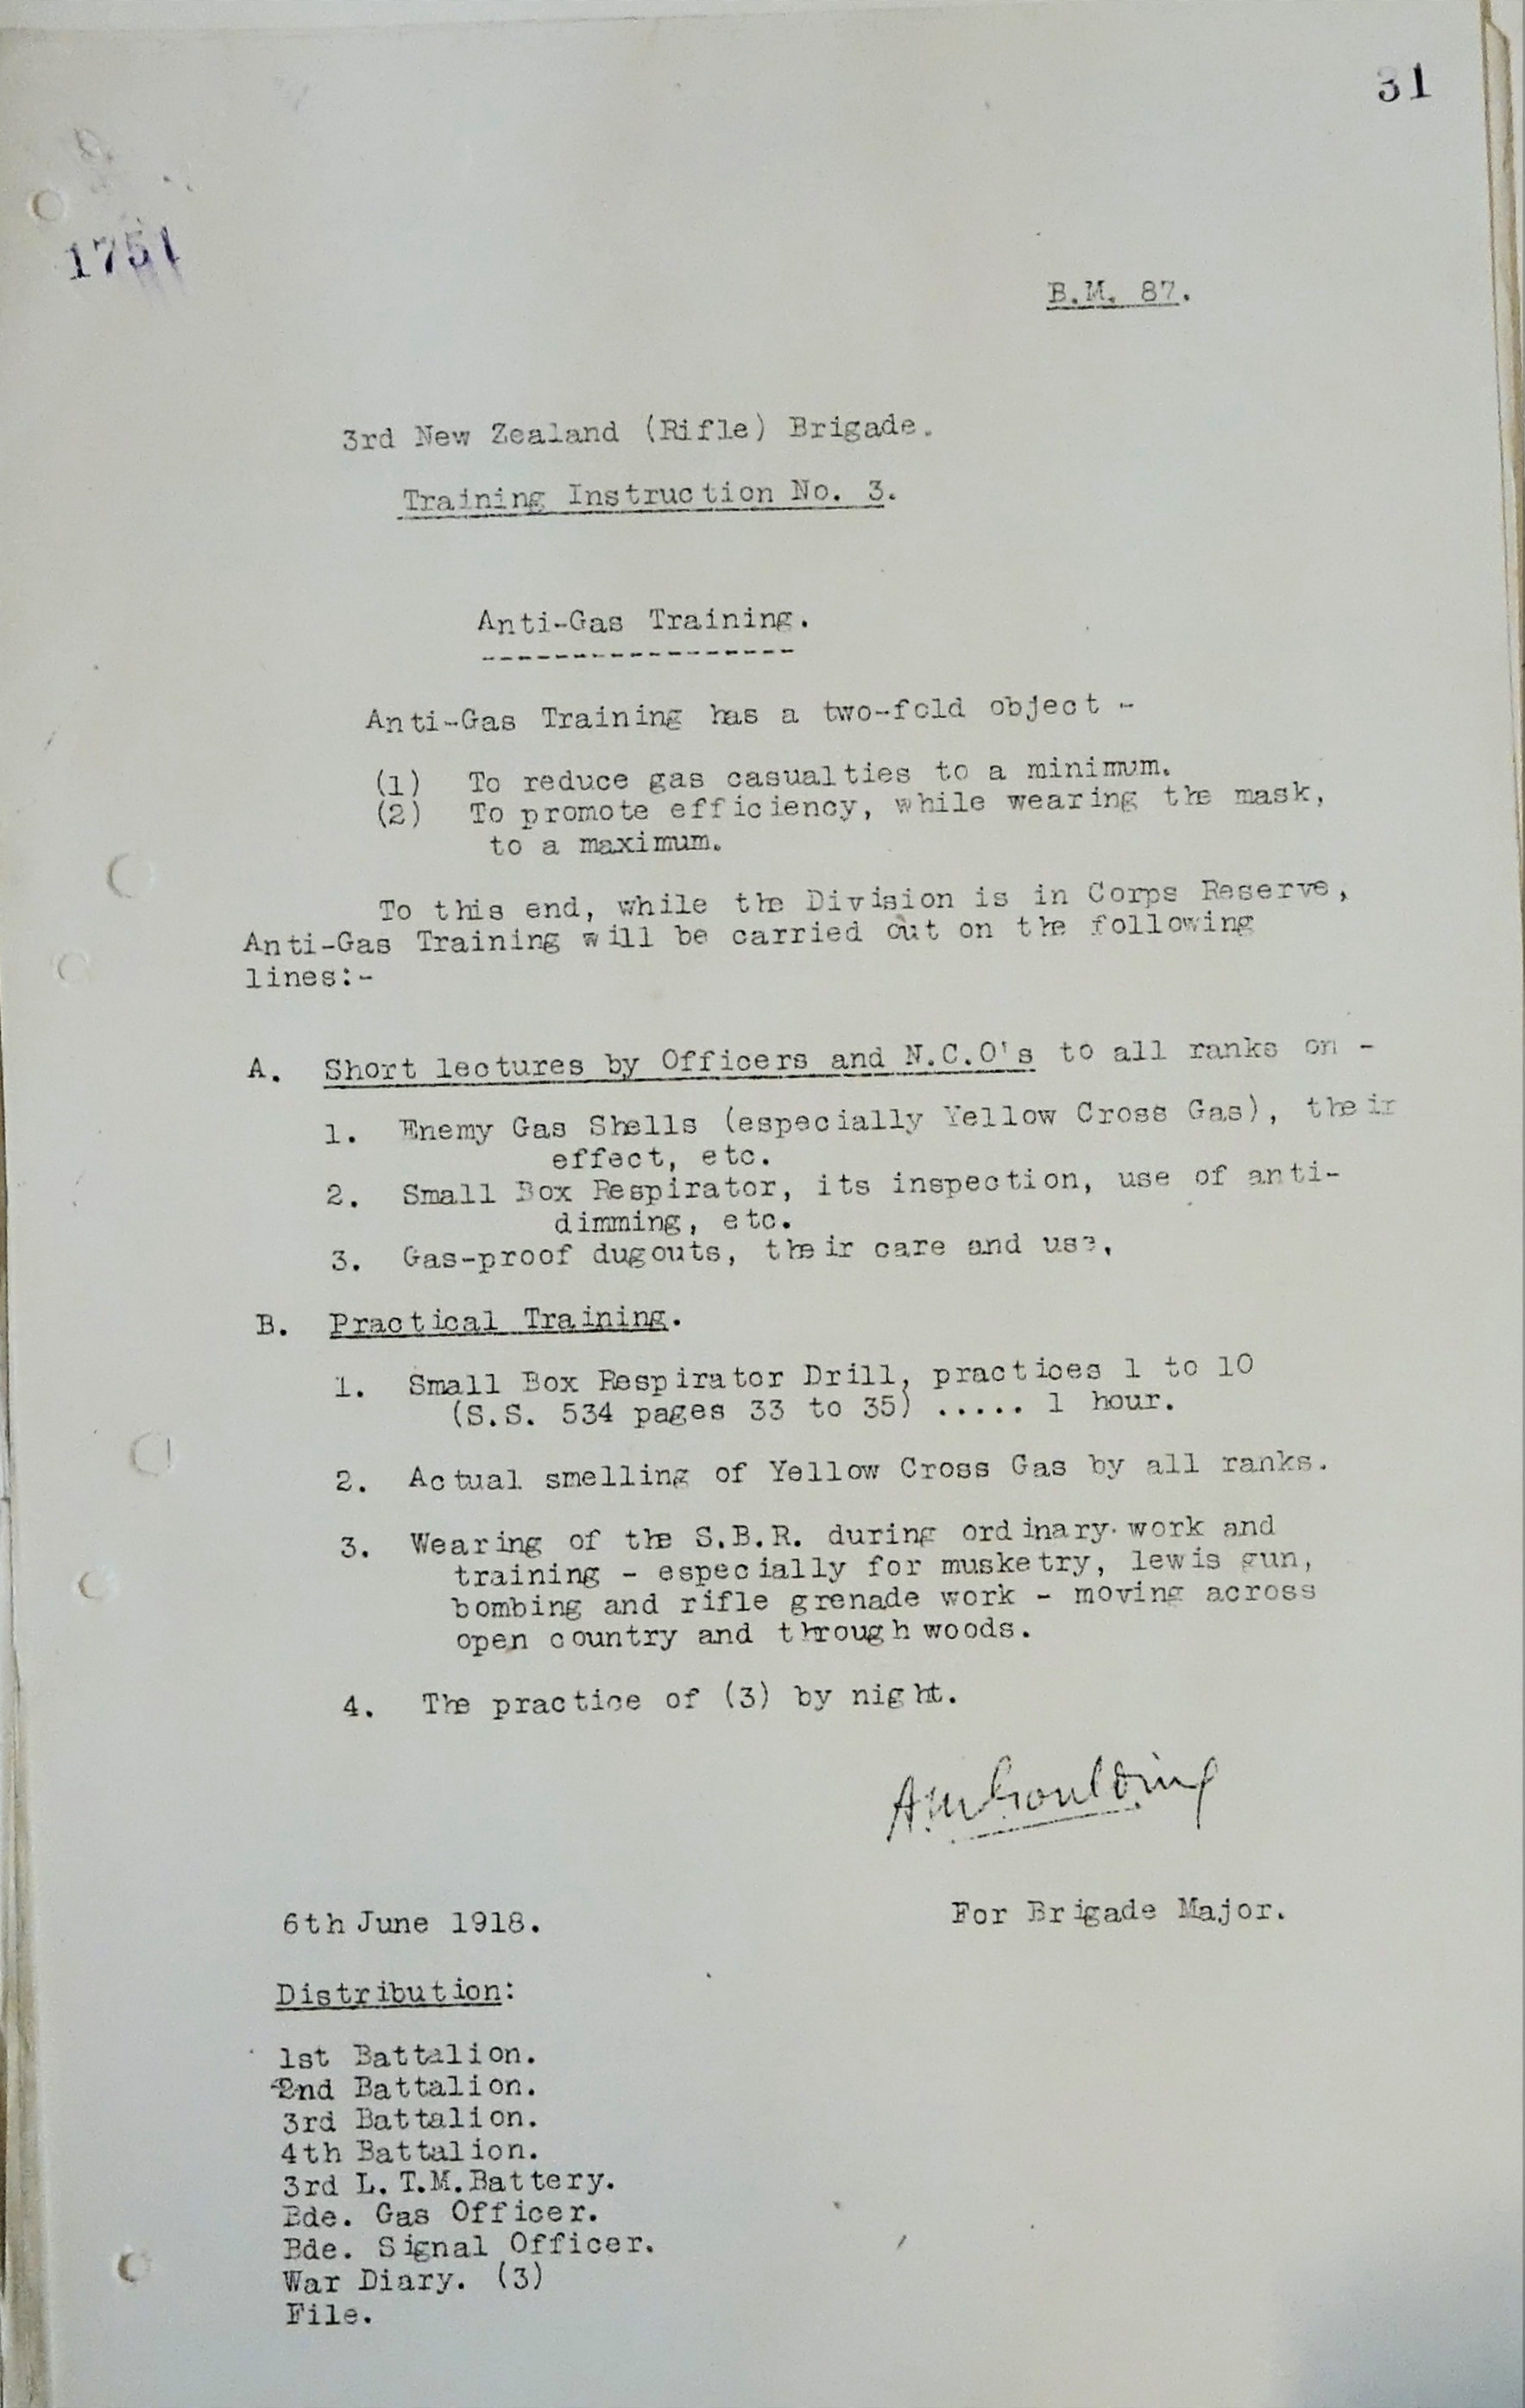 31
1751
B.M. 87.
3rd New Zealand (Rifle) Brigade.
Training Instruction No. 3.
Anti-Gas Training.
-----------------
Anti-Gas Training has a two-fold object -
(1) To reduce gas casualties to a minimum.
(2) To promote efficiency, while wearing the mask,
to a maximum.
To this end, while the Division is in Corps Reserve,
Anti-Gas Training will be carried out on the following
lines:-
A. Short lectures by Officers and N.C.O's to all ranks on -
1. Enemy Gas Shells (especially Yellow Cross Gas), their
effect, etc.
2. Small Box Respirator, its inspection, use of anti-
dimming, etc.
3. Gas-proof dugouts, their care and use.
B. Practical Training.
1. Small Box Respirator Drill, practices 1 to 10
(S.S. 534 pages 33 to 35) ..... 1 hour.
2. Actual smelling of Yellow Cross Gas by all ranks.
3. Wearing of the S.B.R. during ordinary work and
training - especially for musketry, lewis gun,
bombing and rifle grenade work - moving across
open country and through woods.
4. The practice of (3) by night.
Goulding
For Brigade Major.
6th June 1918.
Distribution:
1st Battalion.
2nd Battalion.
3rd Battalion.
4th Battalion.
3rd L.T.M.Battery.
Bde. Gas Officer.
Bde. Signal Officer.
War Diary. (3)
File.